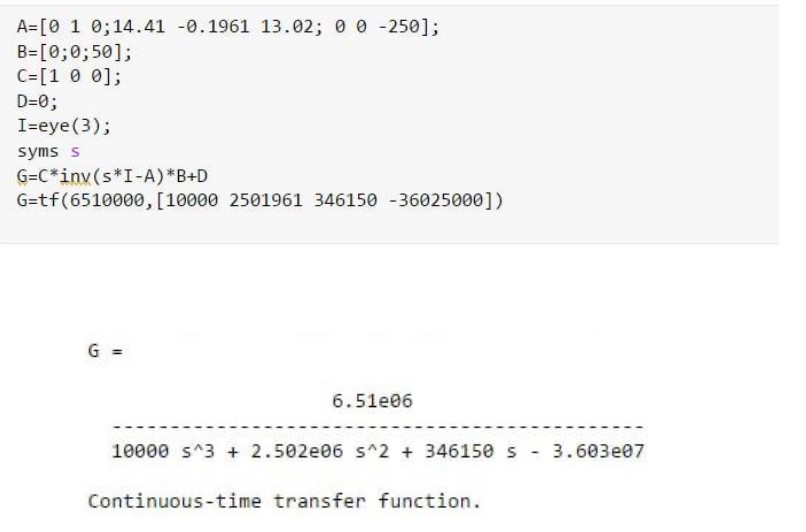 A=[0 1 0;14.41 -0.1961 13.02; 0 0 -250];
B=[0;0;50];
C=[1 0 0];
D=0;
I=eye(3);
syms s
G=C*inv(s*I-A)*B+D
G=tf(6510000,[10000 2501961 346150 -36025000])
G =
6.51e06
-----------------------------------------------
10000 s^3 + 2.502e06 s^2 + 346150 s - 3.603e07
Continuous-time transfer function.